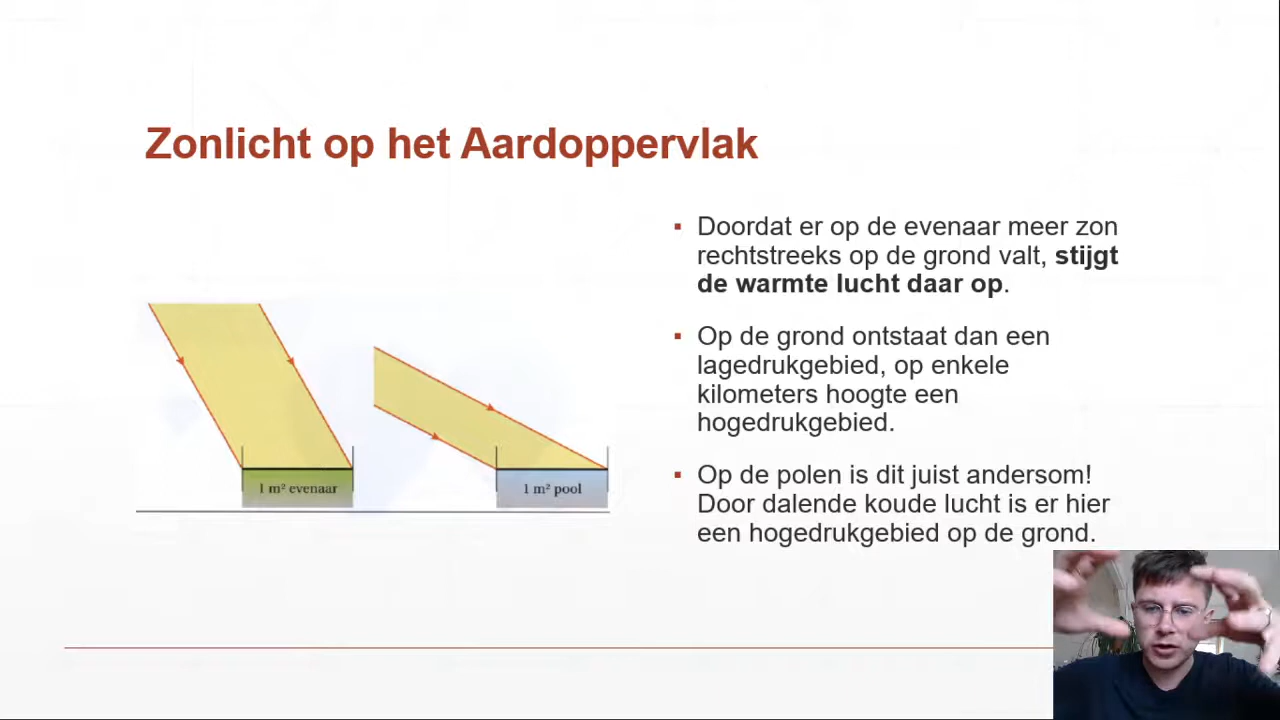 Zonlicht op het Aardoppervlak
▪ Doordat er op de evenaar meer zon
rechtstreeks op de grond valt, stijgt
de warmte lucht daar op.
▪ Op de grond ontstaat dan een
lagedrukgebied, op enkele
kilometers hoogte een
hogedrukgebied.
▪ Op de polen is dit juist andersom!
Door dalende koude lucht is er hier
een hogedrukgebied op de grond.
1 m² evenaar
1 m² pool